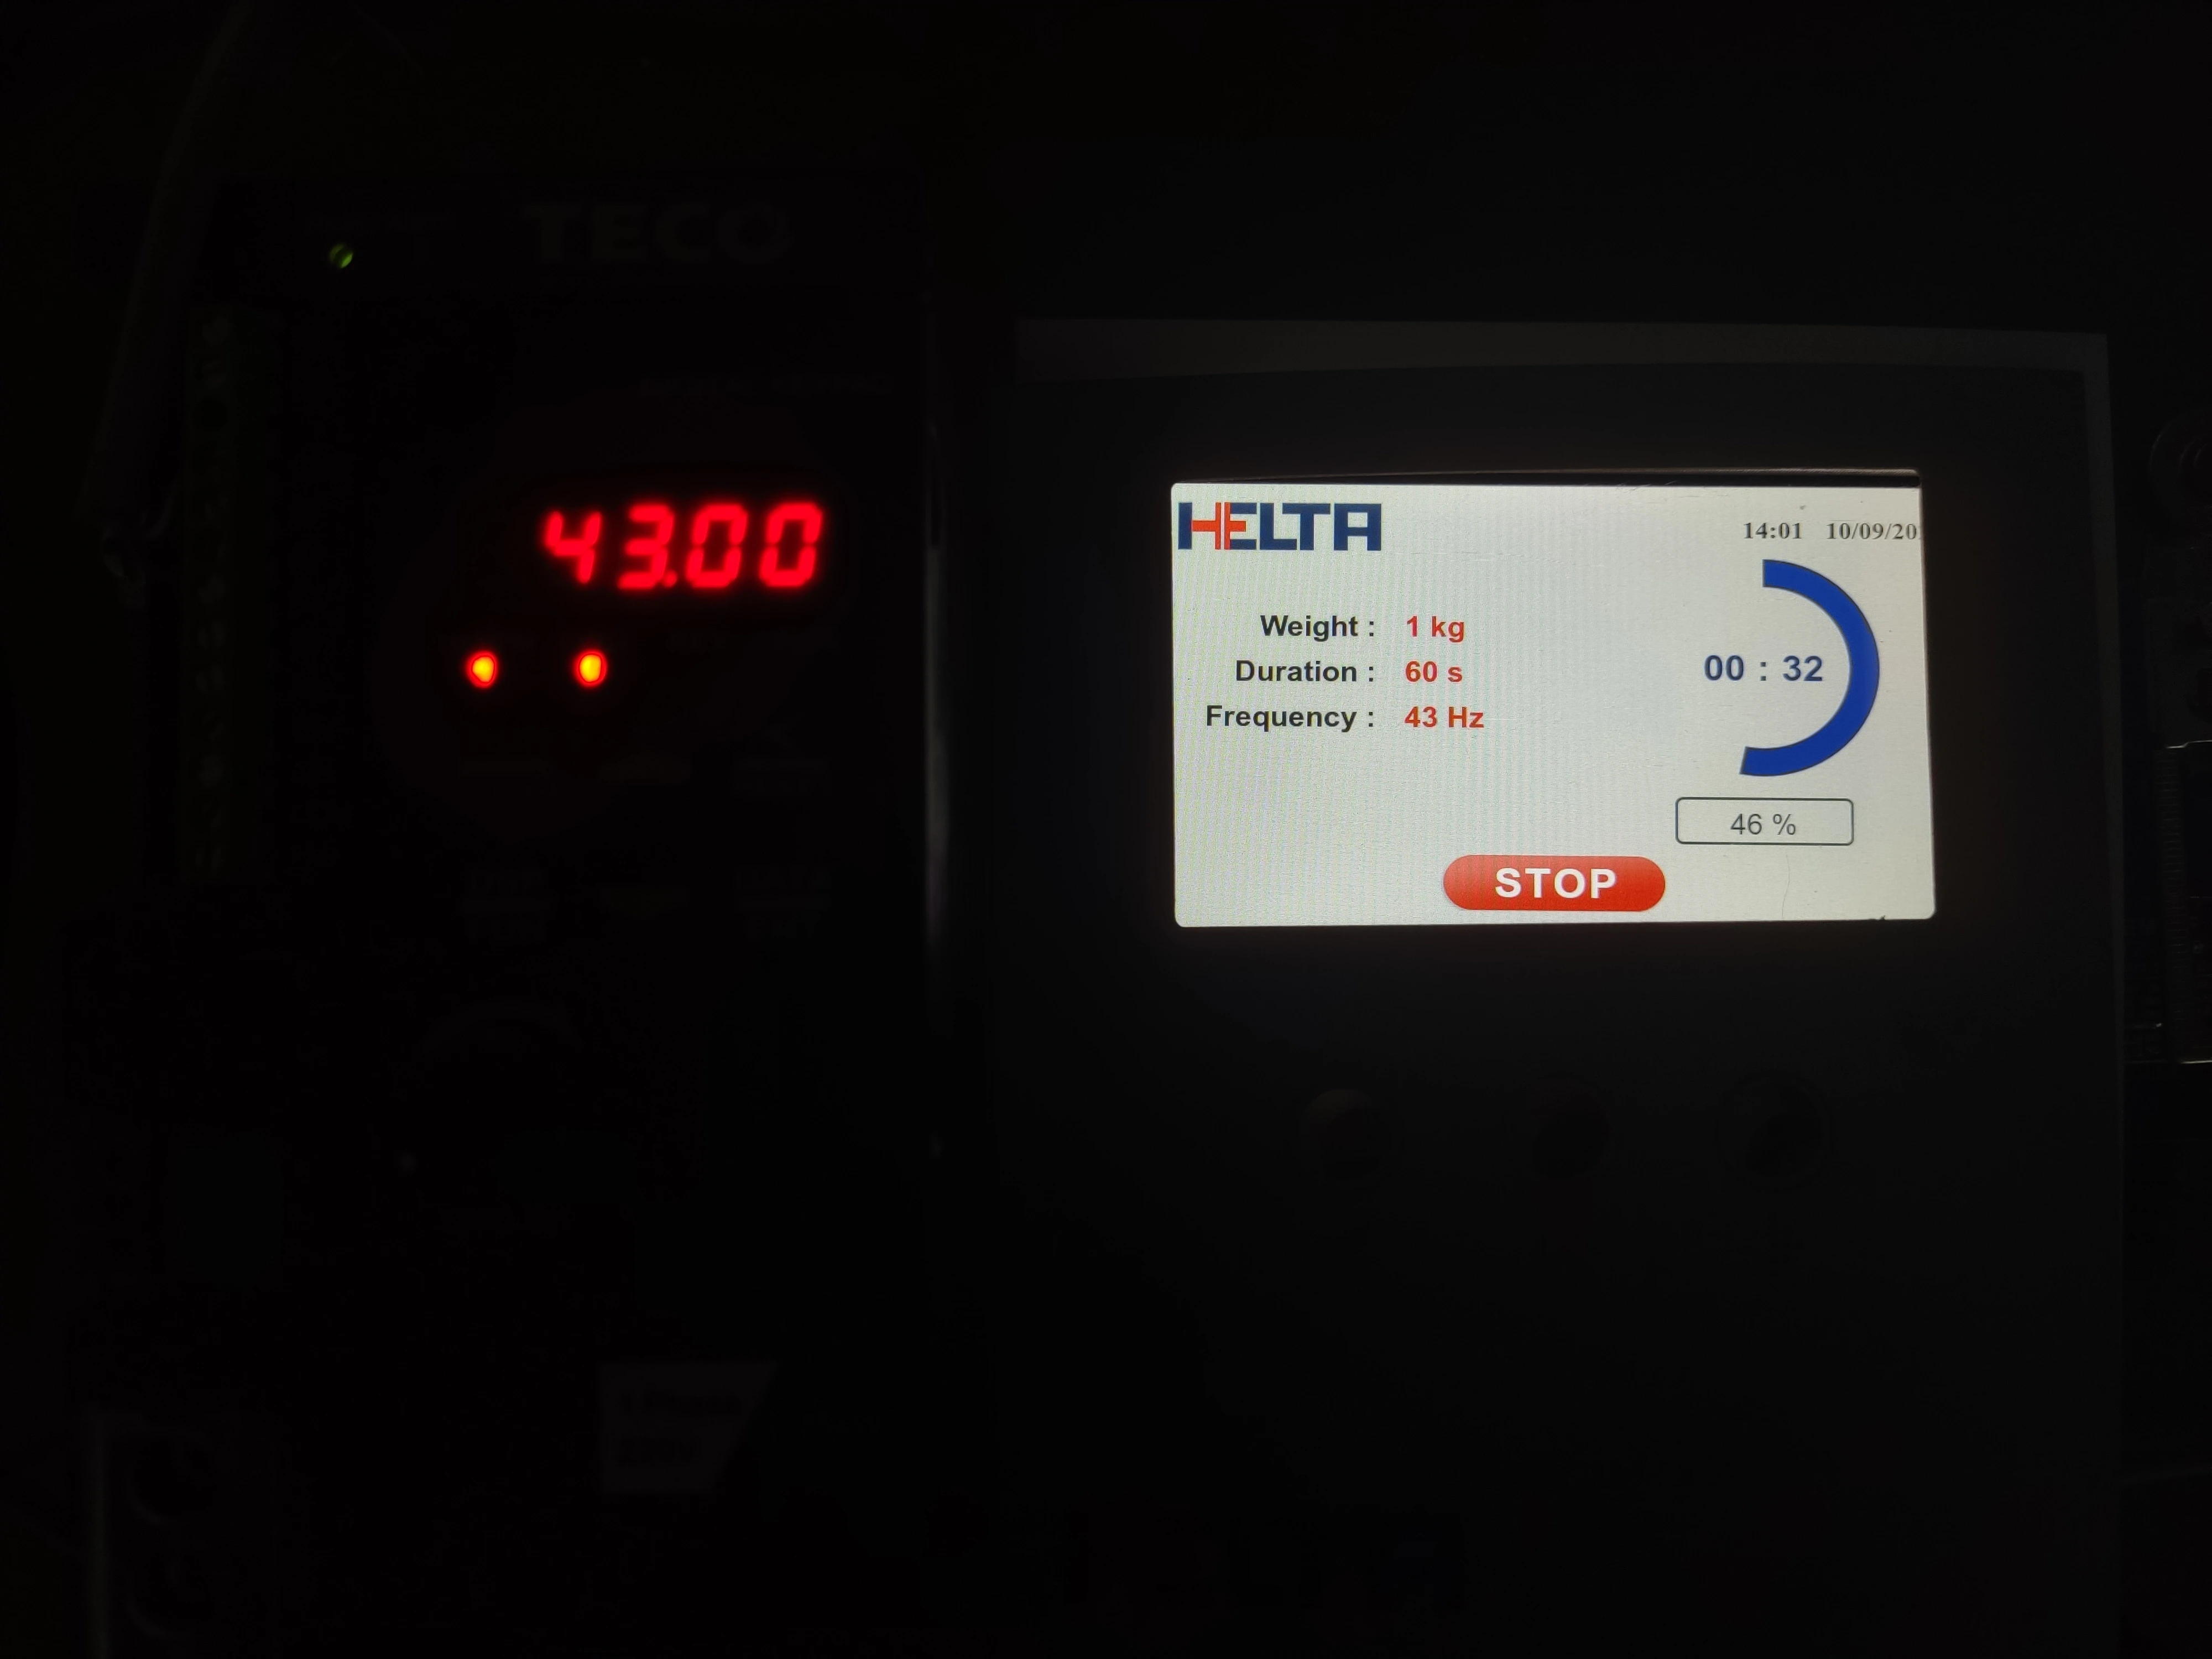 TECO
43.00
HELTA
14:01 10/09/20
Weight : 1 kg
Duration : 60 s
Frequency : 43 Hz
00 : 32
46 %
STOP